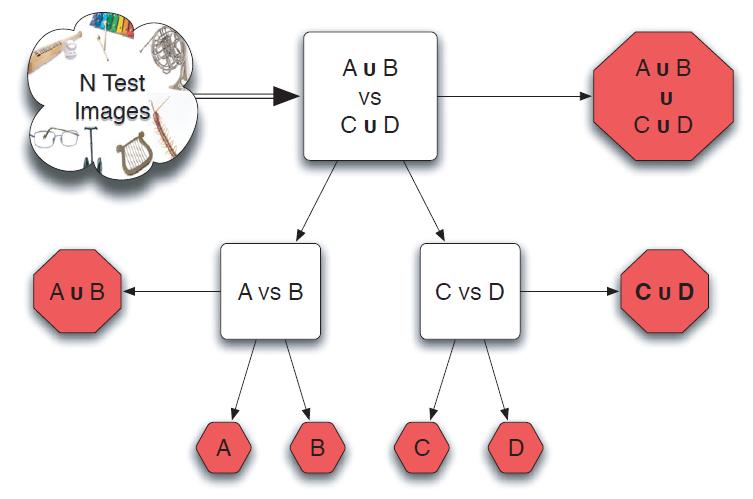 N Test
Images
A u B
vs
C u D
A u B
u
C u D
A u B
A vs B
C vs D
C u D
A
B
C
D